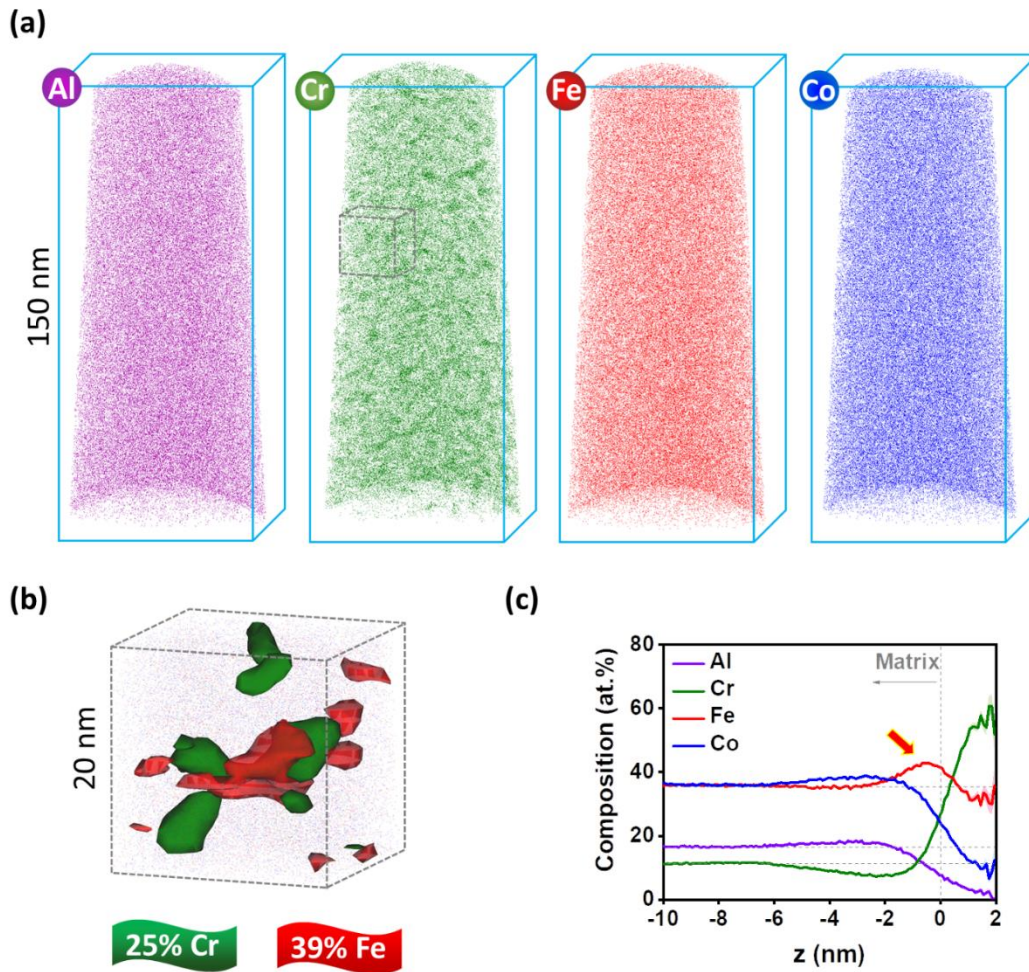 (a)
Al
Cr
Fe
Co
150 nm
(b)
20 nm
25% Cr
39% Fe
(c)
Composition (at.%)
80
60
40
20
0
Al
Cr
Fe
Co
Matrix
-10 -8 -6 -4 -2 0 2
z (nm)